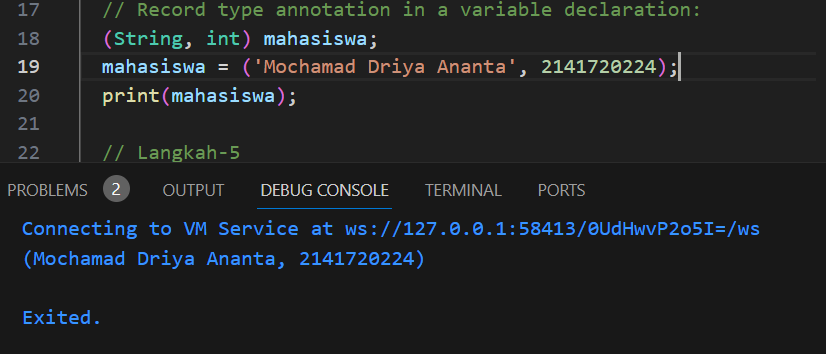 17 // Record type annotation in a variable declaration:
18 (String, int) mahasiswa;
19 mahasiswa = ('Mochamad Driya Ananta', 2141720224);
20 print(mahasiswa);
21
22 // Langkah-5
PROBLEMS 2 OUTPUT DEBUG CONSOLE TERMINAL PORTS
Connecting to VM Service at ws://127.0.0.1:58413/0UdHwvP2o5I=/ws
(Mochamad Driya Ananta, 2141720224)
Exited.